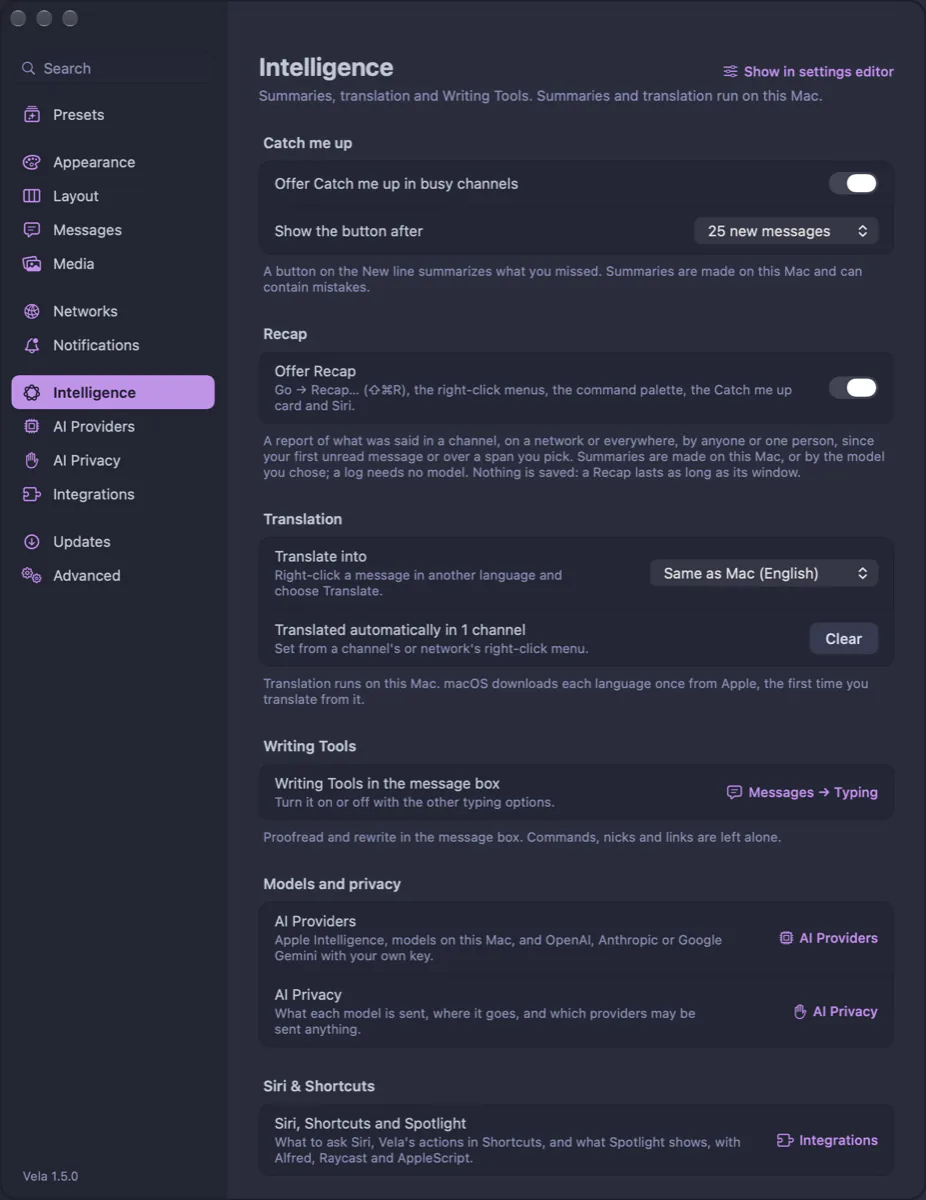 Search
Presets
Appearance
Layout
Messages
Media
Networks
Notifications
Intelligence
AI Providers
AI Privacy
Integrations
Updates
Advanced
Vela 1.5.0
Intelligence
Show in settings editor
Summaries, translation and Writing Tools. Summaries and translation run on this Mac.
Catch me up
Offer Catch me up in busy channels
Show the button after
25 new messages
A button on the New line summarizes what you missed. Summaries are made on this Mac and can
contain mistakes.
Recap
Offer Recap
Go → Recap… (⇧⌘R), the right-click menus, the command palette, the Catch me up
card and Siri.
A report of what was said in a channel, on a network or everywhere, by anyone or one person, since
your first unread message or over a span you pick. Summaries are made on this Mac, or by the model
you chose; a log needs no model. Nothing is saved: a Recap lasts as long as its window.
Translation
Translate into
Right-click a message in another language and
choose Translate.
Same as Mac (English)
Translated automatically in 1 channel
Set from a channel's or network's right-click menu.
Clear
Translation runs on this Mac. macOS downloads each language once from Apple, the first time you
translate from it.
Writing Tools
Writing Tools in the message box
Turn it on or off with the other typing options.
Messages → Typing
Proofread and rewrite in the message box. Commands, nicks and links are left alone.
Models and privacy
AI Providers
Apple Intelligence, models on this Mac, and OpenAI, Anthropic or Google
Gemini with your own key.
AI Providers
AI Privacy
What each model is sent, where it goes, and which providers may be
sent anything.
AI Privacy
Siri & Shortcuts
Siri, Shortcuts and Spotlight
What to ask Siri, Vela's actions in Shortcuts, and what Spotlight shows, with
Alfred, Raycast and AppleScript.
Integrations